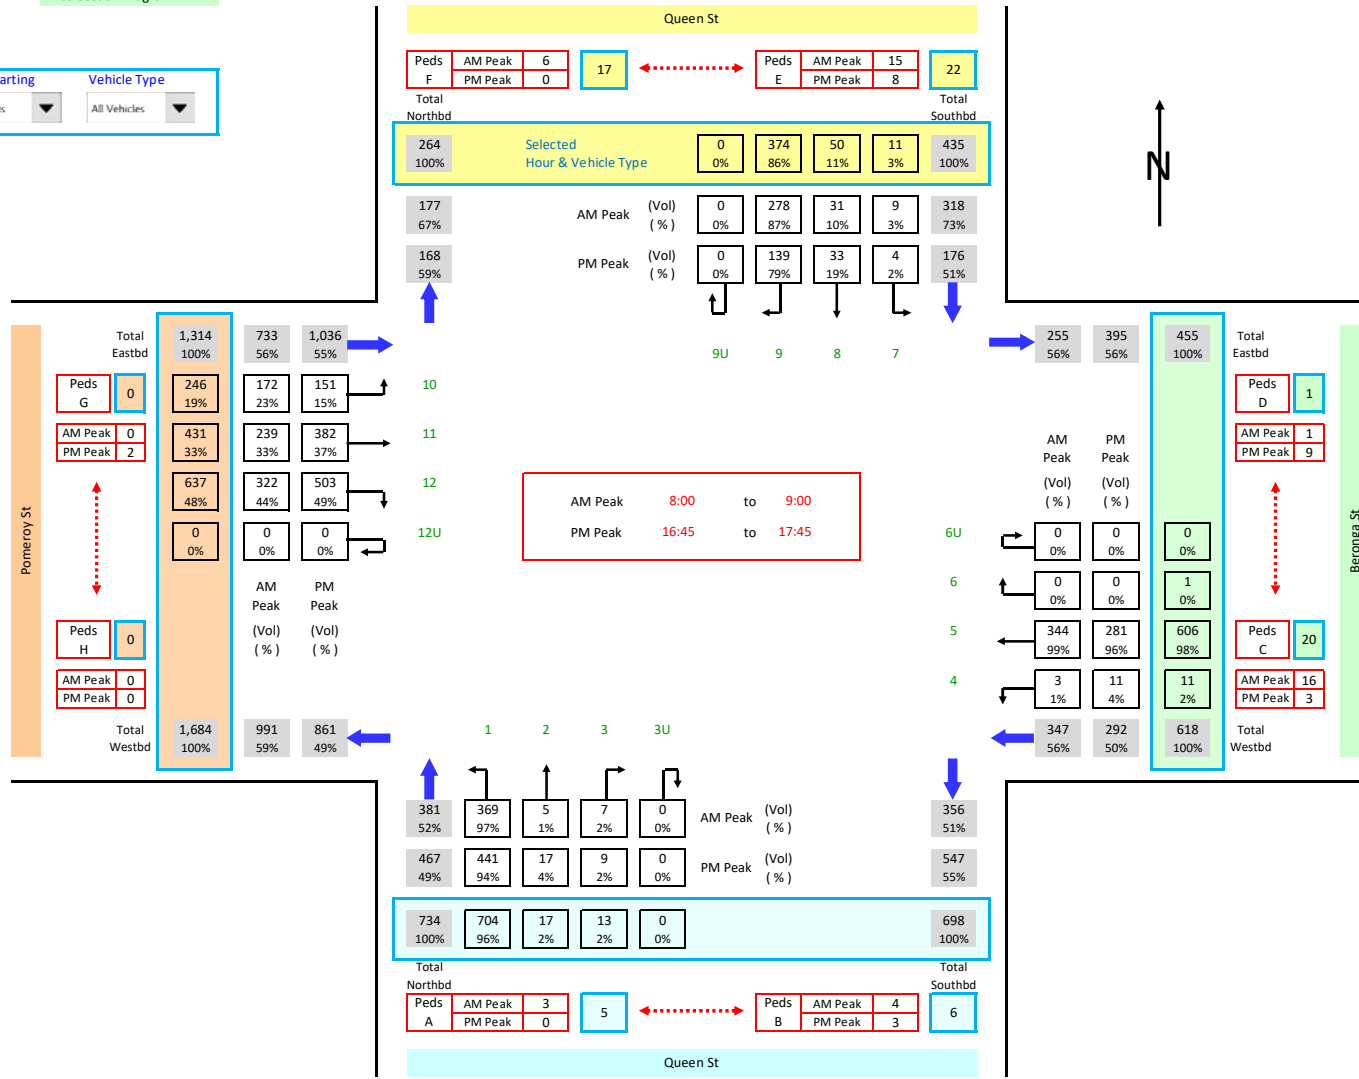 Queen St
Peds F AM Peak 6 17 Peds E AM Peak 15 22
PM Peak 0 PM Peak 8
Vehicle Type
All Vehicles
Total Northbd Total Southbd
264 Selected 0 374 50 11 435
100% Hour & Vehicle Type 0% 86% 11% 3% 100%
177 AM Peak (Vol) 0 278 31 9 318
67% (%) 0% 87% 10% 3% 73%
168 PM Peak (Vol) 0 139 33 4 176
59% (%) 0% 79% 19% 2% 51%
N
9U 9 8 7
Total Eastbd 1,314 733 1,036
100% 56% 55%
255 395 455 Total Eastbd
56% 56% 100%
Peds G 0 246 172 151 10
19% 23% 15%
AM Peak 0 431 239 382 11
PM Peak 2 33% 33% 37%
637 322 503 12
48% 44% 49%
0 0 0 12U
0% 0% 0%
AM Peak PM Peak
(Vol) (Vol)
(%) (%)
Pomeroy St
Peds H 0
AM Peak 0
PM Peak 0
Total Westbd 1,684 991 861
100% 59% 49%
AM Peak 8:00 to 9:00
PM Peak 16:45 to 17:45
Peds D 1
AM Peak 1
PM Peak 9
AM Peak PM Peak
(Vol) (Vol)
(%) (%)
6U 0 0 0
0% 0% 0%
6 0 0 1
0% 0% 0%
5 344 281 606
99% 96% 98%
4 3 11 11
1% 4% 2%
Peds C 20
AM Peak 16
PM Peak 3
347 292 618 Total Westbd
56% 50% 100%
Beronga St
1 2 3 3U
381 369 5 7 0 AM Peak (Vol) 356
52% 97% 1% 2% 0% (%) 51%
467 441 17 9 0 PM Peak (Vol) 547
49% 94% 4% 2% 0% (%) 55%
734 704 17 13 0 698
100% 96% 2% 2% 0% 100%
Total Northbd Total Southbd
Peds A AM Peak 3 5 Peds B AM Peak 4 6
PM Peak 0 PM Peak 3
Queen St